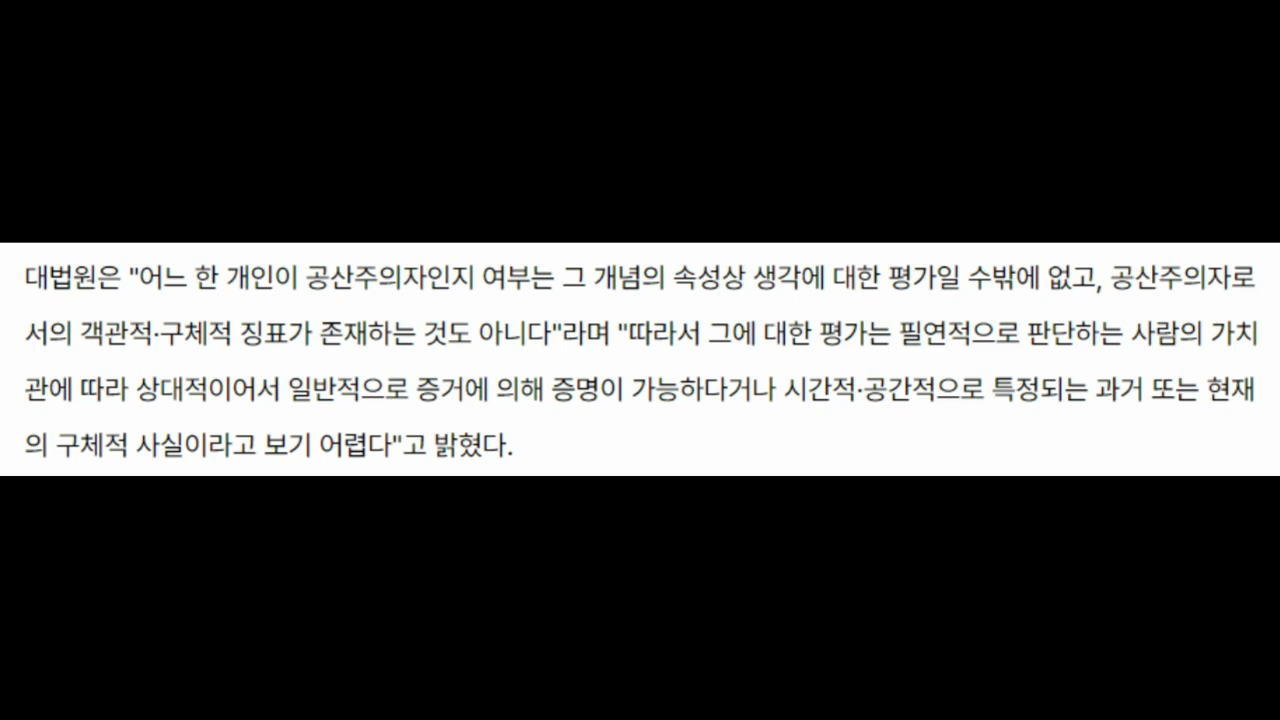 대법원은 "어느 한 개인이 공산주의자인지 여부는 그 개념의 속성상 생각에 대한 평가일 수밖에 없고, 공산주의자로
서의 객관적·구체적 징표가 존재하는 것도 아니다"라며 "따라서 그에 대한 평가는 필연적으로 판단하는 사람의 가치
관에 따라 상대적이어서 일반적으로 증거에 의해 증명이 가능하다거나 시간적·공간적으로 특정되는 과거 또는 현재
의 구체적 사실이라고 보기 어렵다"고 밝혔다.